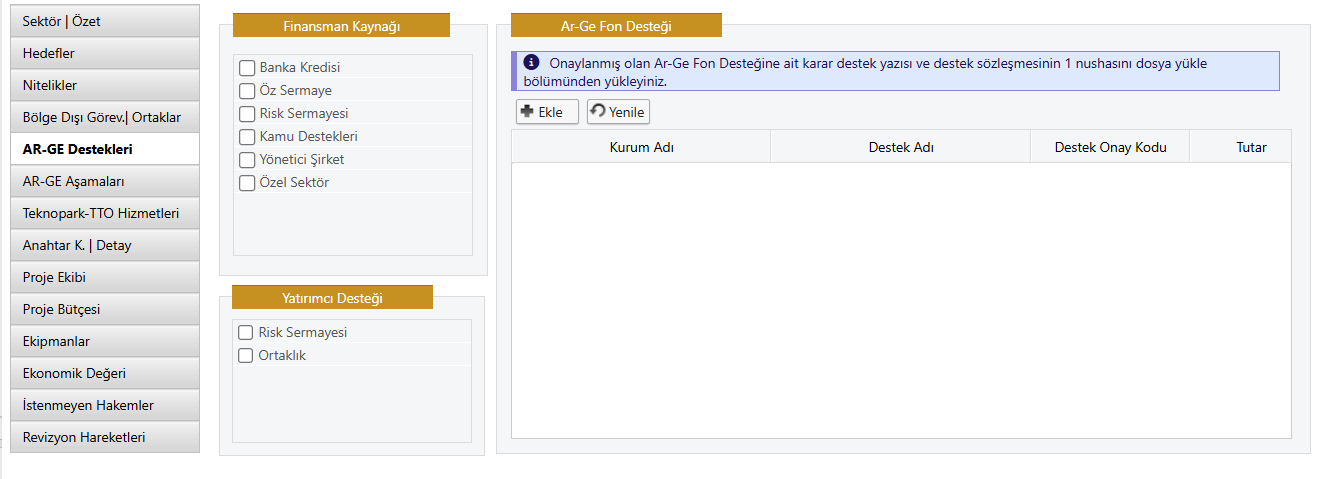 Sektör | Özet
Hedefler
Nitelikler
Bölge Dışı Görev.| Ortaklar
AR-GE Destekleri
AR-GE Aşamaları
Teknopark-TTO Hizmetleri
Anahtar K. | Detay
Proje Ekibi
Proje Bütçesi
Ekipmanlar
Ekonomik Değeri
İstenmeyen Hakemler
Revizyon Hareketleri
Finansman Kaynağı
Banka Kredisi
Öz Sermaye
Risk Sermayesi
Kamu Destekleri
Yönetici Şirket
Özel Sektör
Yatırımcı Desteği
Risk Sermayesi
Ortaklık
Ar-Ge Fon Desteği
Onaylanmış olan Ar-Ge Fon Desteğine ait karar destek yazısı ve destek sözleşmesinin 1 nushasını dosya yükle
bölümünden yükleyiniz.
Ekle Yenile
Kurum Adı Destek Adı Destek Onay Kodu Tutar